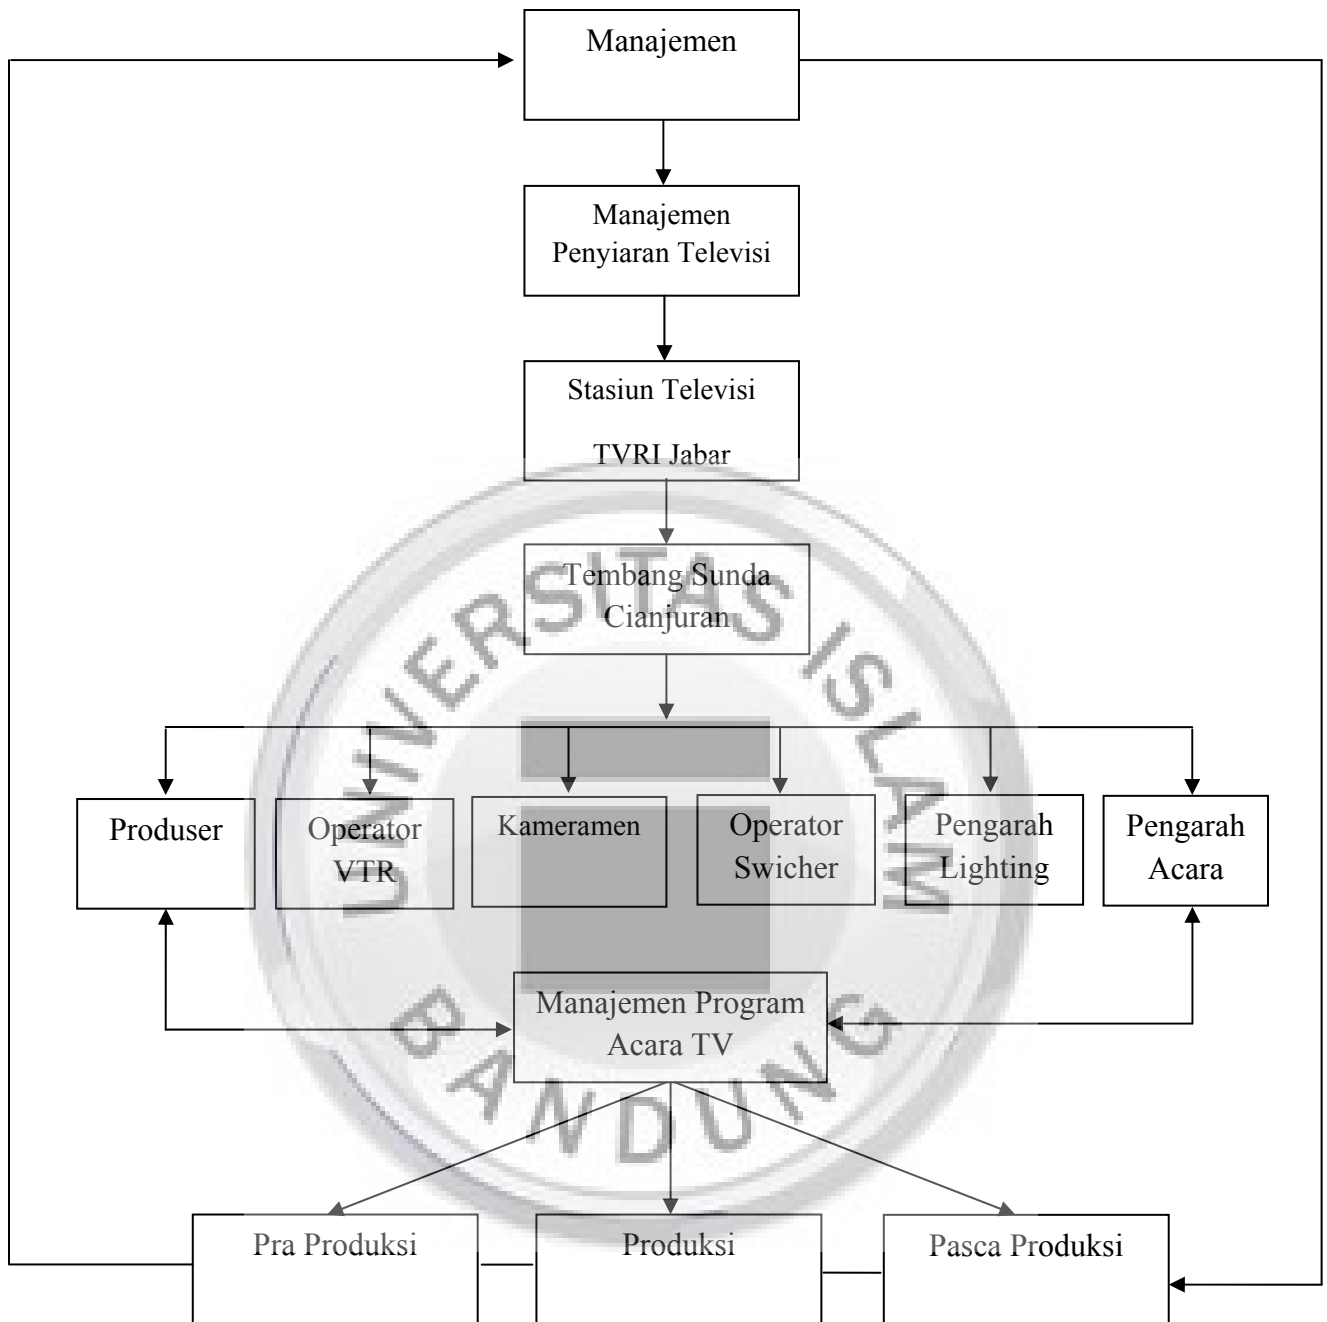 Manajemen
Manajemen
Penyiaran Televisi
Stasiun Televisi
TVRI Jabar
Tembang Sunda
Cianjuran
Produser
Operator
VTR
Kameramen
Operator
Swicher
Pengarah
Lighting
Pengarah
Acara
Manajemen Program
Acara TV
Pra Produksi
Produksi
Pasca Produksi
UNIVERSITAS ISLAM
BANDUNG